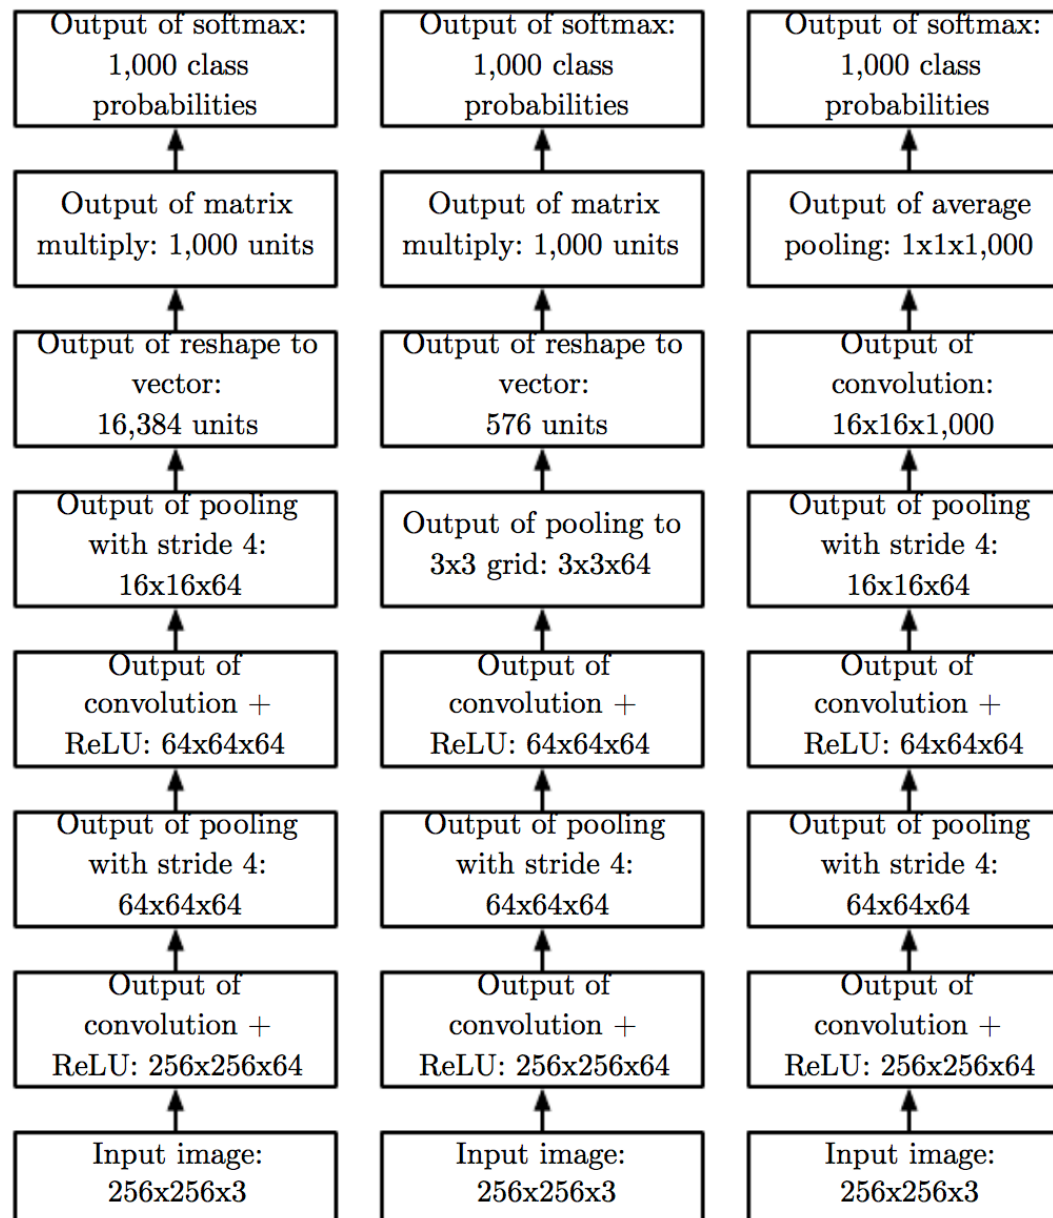 Output of softmax:
1,000 class
probabilities
Output of matrix
multiply: 1,000 units
Output of reshape to
vector:
16,384 units
Output of pooling
with stride 4:
16x16x64
Output of
convolution +
ReLU: 64x64x64
Output of pooling
with stride 4:
64x64x64
Output of
convolution +
ReLU: 256x256x64
Input image:
256x256x3
Output of softmax:
1,000 class
probabilities
Output of matrix
multiply: 1,000 units
Output of reshape to
vector:
576 units
Output of pooling to
3x3 grid: 3x3x64
Output of
convolution +
ReLU: 64x64x64
Output of pooling
with stride 4:
64x64x64
Output of
convolution +
ReLU: 256x256x64
Input image:
256x256x3
Output of softmax:
1,000 class
probabilities
Output of average
pooling: 1x1x1,000
Output of
convolution:
16x16x1,000
Output of pooling
with stride 4:
16x16x64
Output of
convolution +
ReLU: 64x64x64
Output of pooling
with stride 4:
64x64x64
Output of
convolution +
ReLU: 256x256x64
Input image:
256x256x3